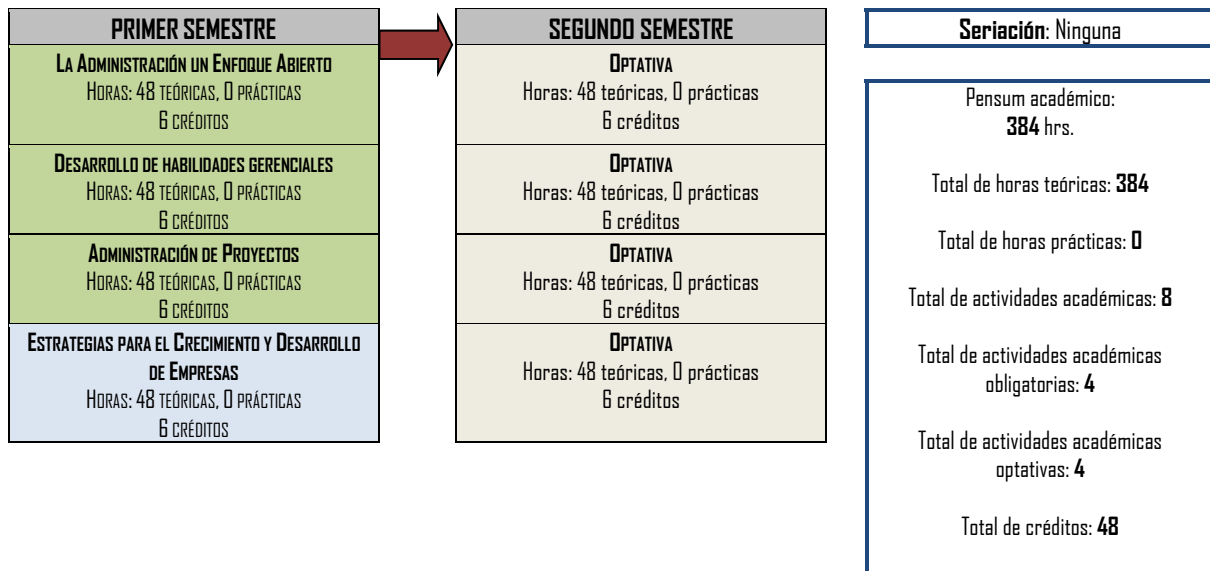 PRIMER SEMESTRE
LA ADMINISTRACIÓN UN ENFOQUE ABIERTO
HORAS: 48 TEÓRICAS, 0 PRÁCTICAS
6 CRÉDITOS
DESARROLLO DE HABILIDADES GERENCIALES
HORAS: 48 TEÓRICAS, 0 PRÁCTICAS
6 CRÉDITOS
ADMINISTRACIÓN DE PROYECTOS
HORAS: 48 TEÓRICAS, 0 PRÁCTICAS
6 CRÉDITOS
ESTRATEGIAS PARA EL CRECIMIENTO Y DESARROLLO
DE EMPRESAS
HORAS: 48 TEÓRICAS, 0 PRÁCTICAS
6 CRÉDITOS
SEGUNDO SEMESTRE
OPTATIVA
Horas: 48 teóricas, 0 prácticas
6 créditos
OPTATIVA
Horas: 48 teóricas, 0 prácticas
6 créditos
OPTATIVA
Horas: 48 teóricas, 0 prácticas
6 créditos
OPTATIVA
Horas: 48 teóricas, 0 prácticas
6 créditos
Seriación: Ninguna
Pensum académico:
384 hrs.
Total de horas teóricas: 384
Total de horas prácticas: 0
Total de actividades académicas: 8
Total de actividades académicas
obligatorias: 4
Total de actividades académicas
optativas: 4
Total de créditos: 48